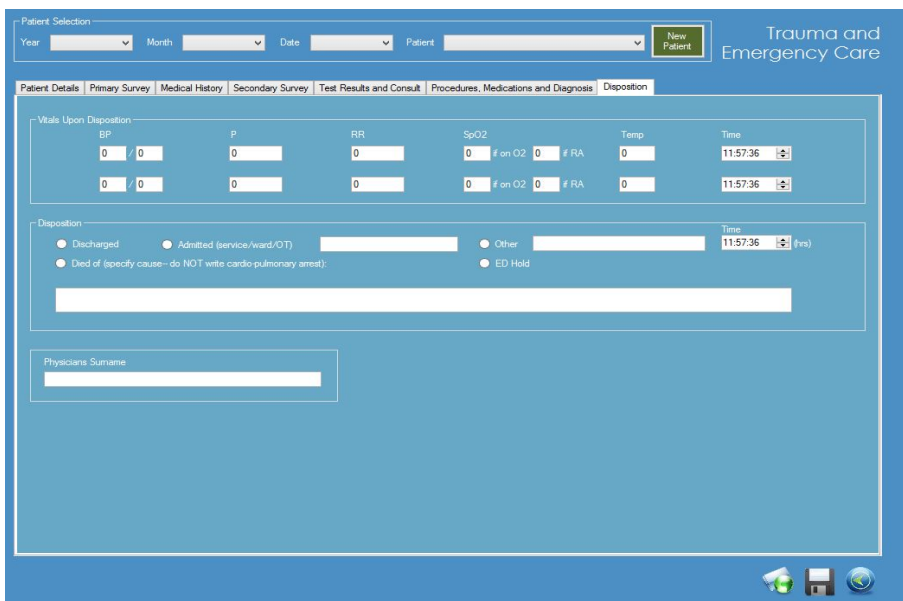 Patient Selection
Year Month Date Patient New Patient
Trauma and
Emergency Care
Patient Details Primary Survey Medical History Secondary Survey Test Results and Consult Procedures, Medications and Diagnosis Disposition
Vitals Upon Disposition
BP P RR SpO2 Temp Time
0 / 0 0 0 0 if on O2 0 if RA 0 11:57:36
0 / 0 0 0 0 if on O2 0 if RA 0 11:57:36
Disposition
Time
Discharged Admitted (service/ward/OT) Other 11:57:36 (hrs)
Died of (specify cause-- do NOT write cardio-pulmonary arrest): ED Hold
Physicians Surname